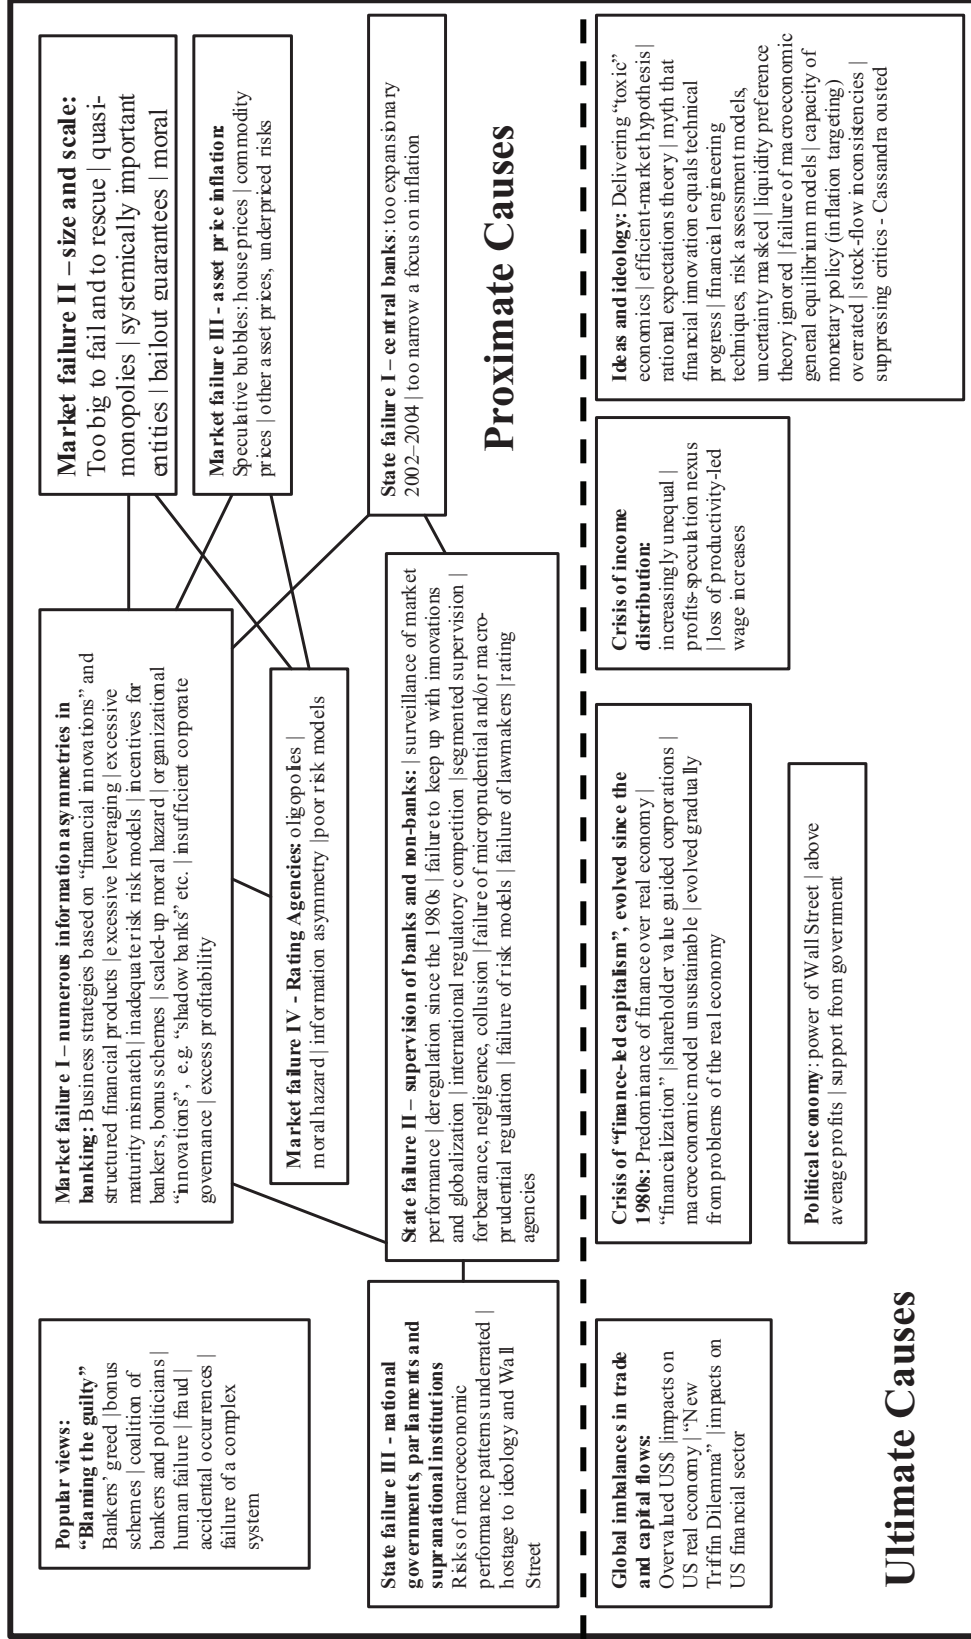 Popular views:
“Blaming the guilty”
Bankers’ greed | bonus
schemes | coalition of
bankers and politicians |
human failure | fraud |
accidental occurrences |
failure of a complex
system
Market failure I – numerous information asymmetries in
banking: Business strategies based on “financial innovations” and
structured financial products | excessive leveraging | excessive
maturity mismatch | inadequate risk risk models | incentives for
bankers, bonus schemes | scaled-up moral hazard | organizational
“innovations”, e.g. “shadow banks” etc. | insufficient corporate
governance | excess profitability
Market failure II – size and scale:
Too big to fail and to rescue | quasi-
monopolies | systemically important
entities | bailout guarantees | moral
Market failure III - asset price inflation:
Speculative bubbles: house prices | commodity
prices | other asset prices, underpriced risks
Market failure IV - Rating Agencies: oligopolies |
moral hazard | information asymmetry | poor risk models
State failure III - national
governments, parliaments and
supranational institutions
Risks of macroeconomic
performance patterns underrated |
hostage to ideology and Wall
Street
State failure II – supervision of banks and non-banks: | surveillance of market
performance | deregulation since the 1980s | failure to keep up with innovations
and globalization | international regulatory competition | segmented supervision |
forbearance, negligence, collusion | failure of microprudential and/or macro-
prudential regulation | failure of risk models | failure of lawmakers | rating
agencies
State failure I – central banks: too expansionary
2002–2004 | too narrow a focus on inflation
Proximate Causes
Global imbalances in trade
and capital flows:
Overvalued US$ | impacts on
US real economy | “New
Triffin Dilemma” | impacts on
US financial sector
Crisis of “finance-led capitalism”, evolved since the
1980s: Predominance of finance over real economy |
“financialization” | shareholder value guided corporations |
macroeconomic model unsustainable | evolved gradually
from problems of the real economy
Crisis of income
distribution:
increasingly unequal |
profits-speculation nexus
| loss of productivity-led
wage increases
Ideas and ideology: Delivering “toxic”
economics | efficient-market hypothesis |
rational expectations theory | myth that
financial innovation equals technical
progress | financial engineering
techniques, risk assessment models,
uncertainty masked | liquidity preference
theory ignored | failure of macroeconomic
general equilibrium models | capacity of
monetary policy (inflation targeting)
overrated | stock-flow inconsistencies |
suppressing critics - Cassandra ousted
Political economy: power of Wall Street | above
average profits | support from government
Ultimate Causes